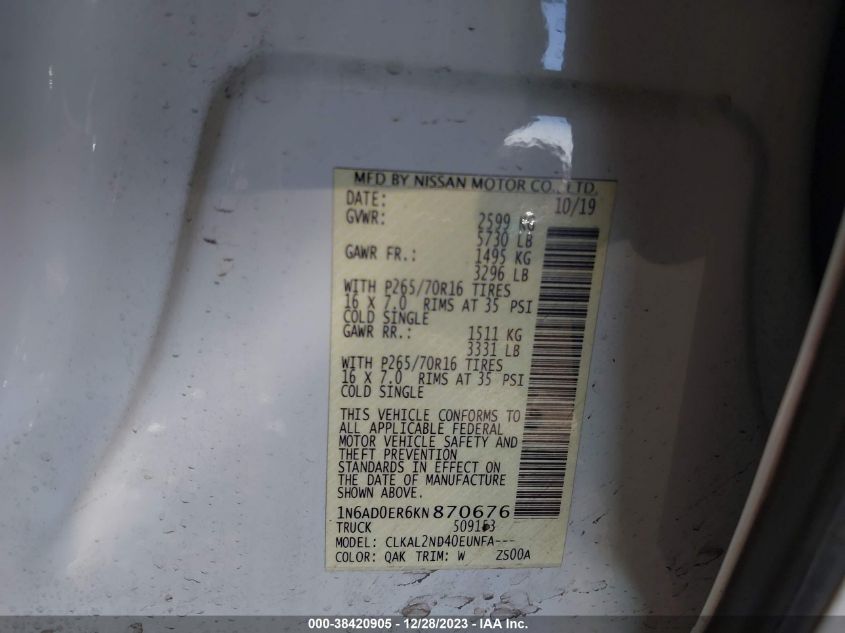 MFD BY NISSAN MOTOR CO., LTD.
DATE: 10/19
GVWR: 2599 KG
5730 LB
GAWR FR.: 1495 KG
3296 LB
WITH P265/70R16 TIRES
16 X 7.0 RIMS AT 35 PSI
COLD SINGLE
GAWR RR.: 1511 KG
3331 LB
WITH P265/70R16 TIRES
16 X 7.0 RIMS AT 35 PSI
COLD SINGLE
THIS VEHICLE CONFORMS TO
ALL APPLICABLE FEDERAL
MOTOR VEHICLE SAFETY AND
THEFT PREVENTION
STANDARDS IN EFFECT ON
THE DATE OF MANUFACTURE
SHOWN ABOVE.
1N6AD0ER6KN870676
TRUCK
MODEL: CLKAL2ND40EUNFA---
COLOR: QAK TRIM: W ZS00A
000-38420905 - 12/28/2023 - IAA Inc.